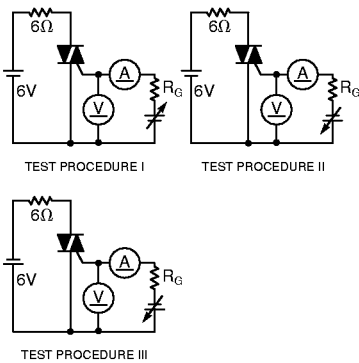 6Ω
A
6V
V
RG
TEST PROCEDURE I
6Ω
A
6V
V
RG
TEST PROCEDURE II
6Ω
A
6V
V
RG
TEST PROCEDURE III